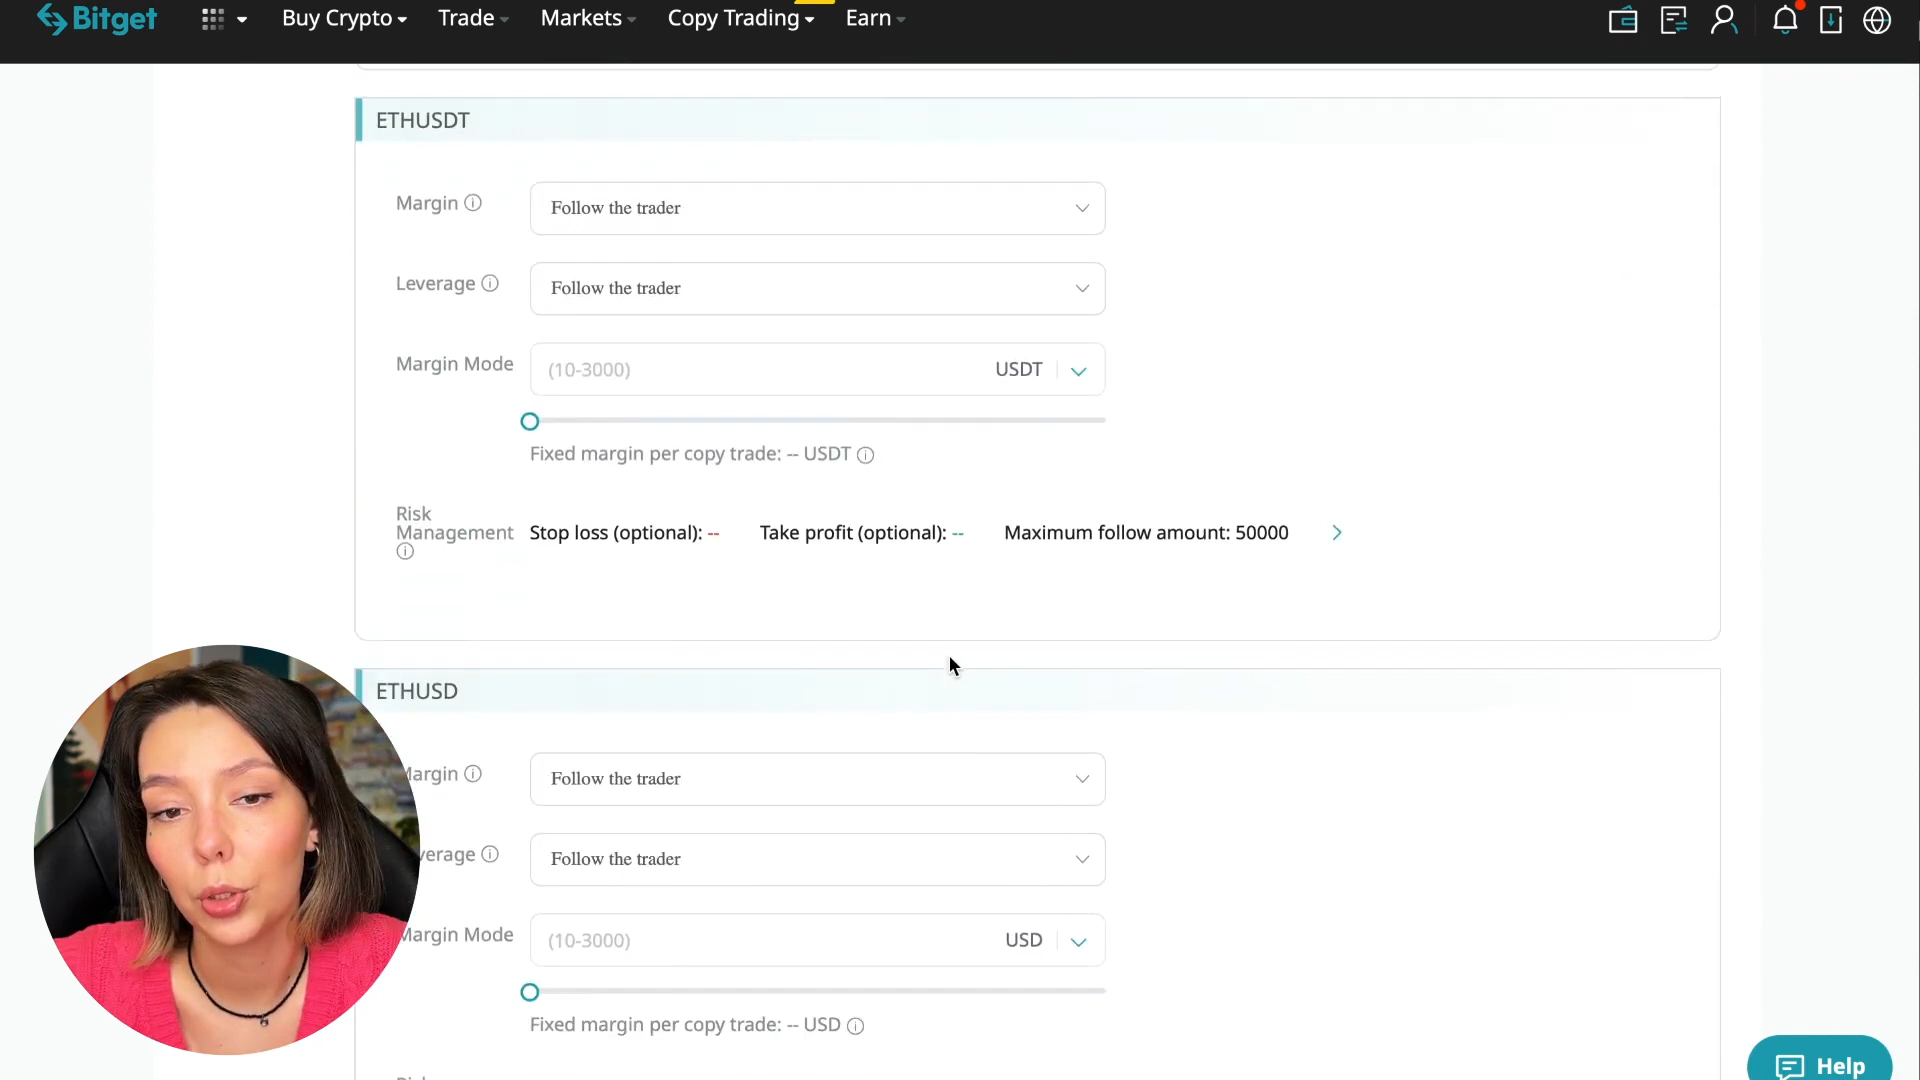 Bitget
Buy Crypto
Trade
Markets
Copy Trading
Earn
ETHUSDT
Margin
Follow the trader
Leverage
Follow the trader
Margin Mode
(10-3000)
USDT
Fixed margin per copy trade: -- USDT
Risk
Management
Stop loss (optional): --
Take profit (optional): --
Maximum follow amount: 50000
ETHUSD
Margin
Follow the trader
verage
Follow the trader
Margin Mode
(10-3000)
USD
Fixed margin per copy trade: -- USD
Help